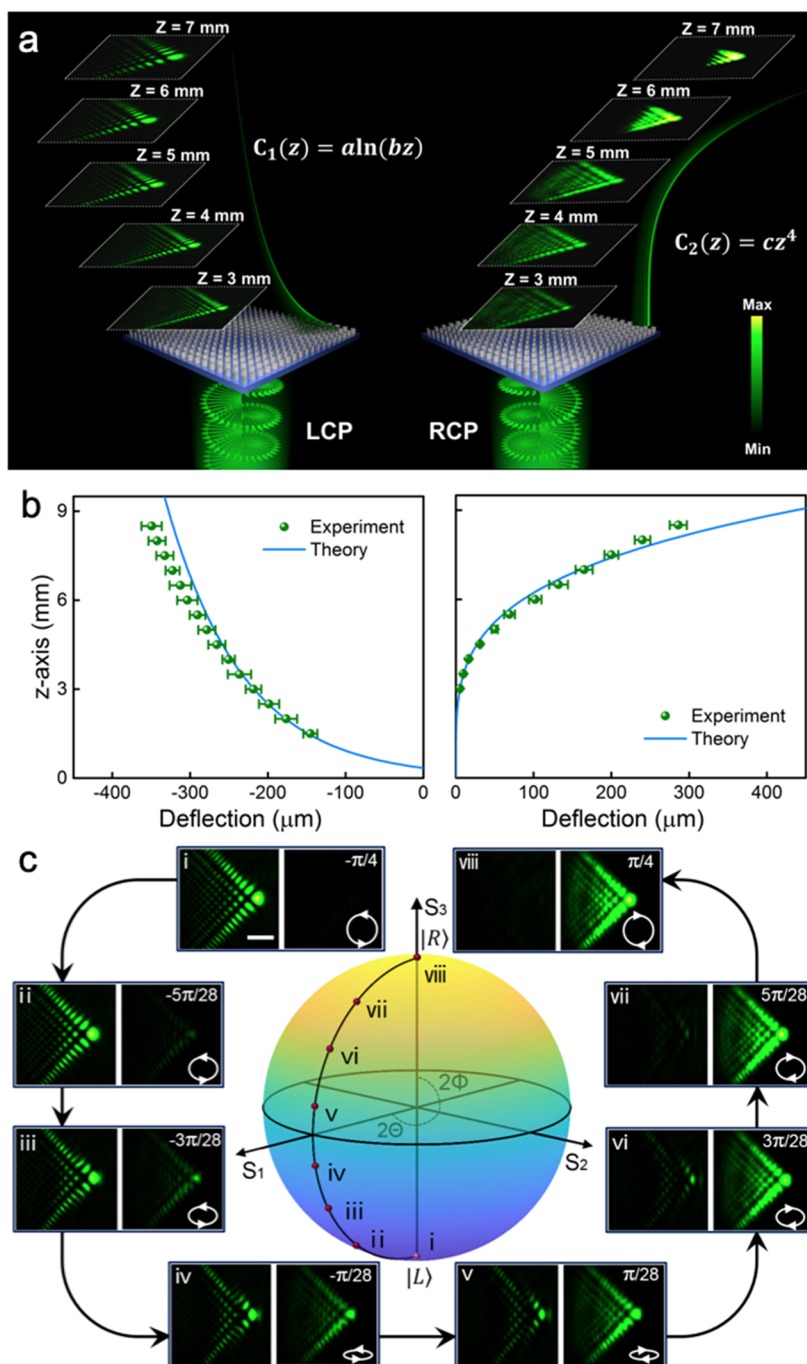 a
Z = 7 mm
Z = 6 mm
Z = 5 mm
Z = 4 mm
Z = 3 mm
C₁(z) = aln(bz)
LCP
Z = 7 mm
Z = 6 mm
Z = 5 mm
Z = 4 mm
Z = 3 mm
C₂(z) = cz⁴
RCP
Max
Min
b
z-axis (mm)
9
6
3
0
Experiment
Theory
-400 -300 -200 -100 0
Deflection (μm)
Experiment
Theory
0 100 200 300 400
Deflection (μm)
c
i -π/4
viii π/4
ii -5π/28
vii 5π/28
iii -3π/28
vi 3π/28
iv -π/28
v π/28
S₃
|R⟩
viii
vii
vi
v
iv
iii
ii
i
2Φ
2Θ
S₁
S₂
|L⟩